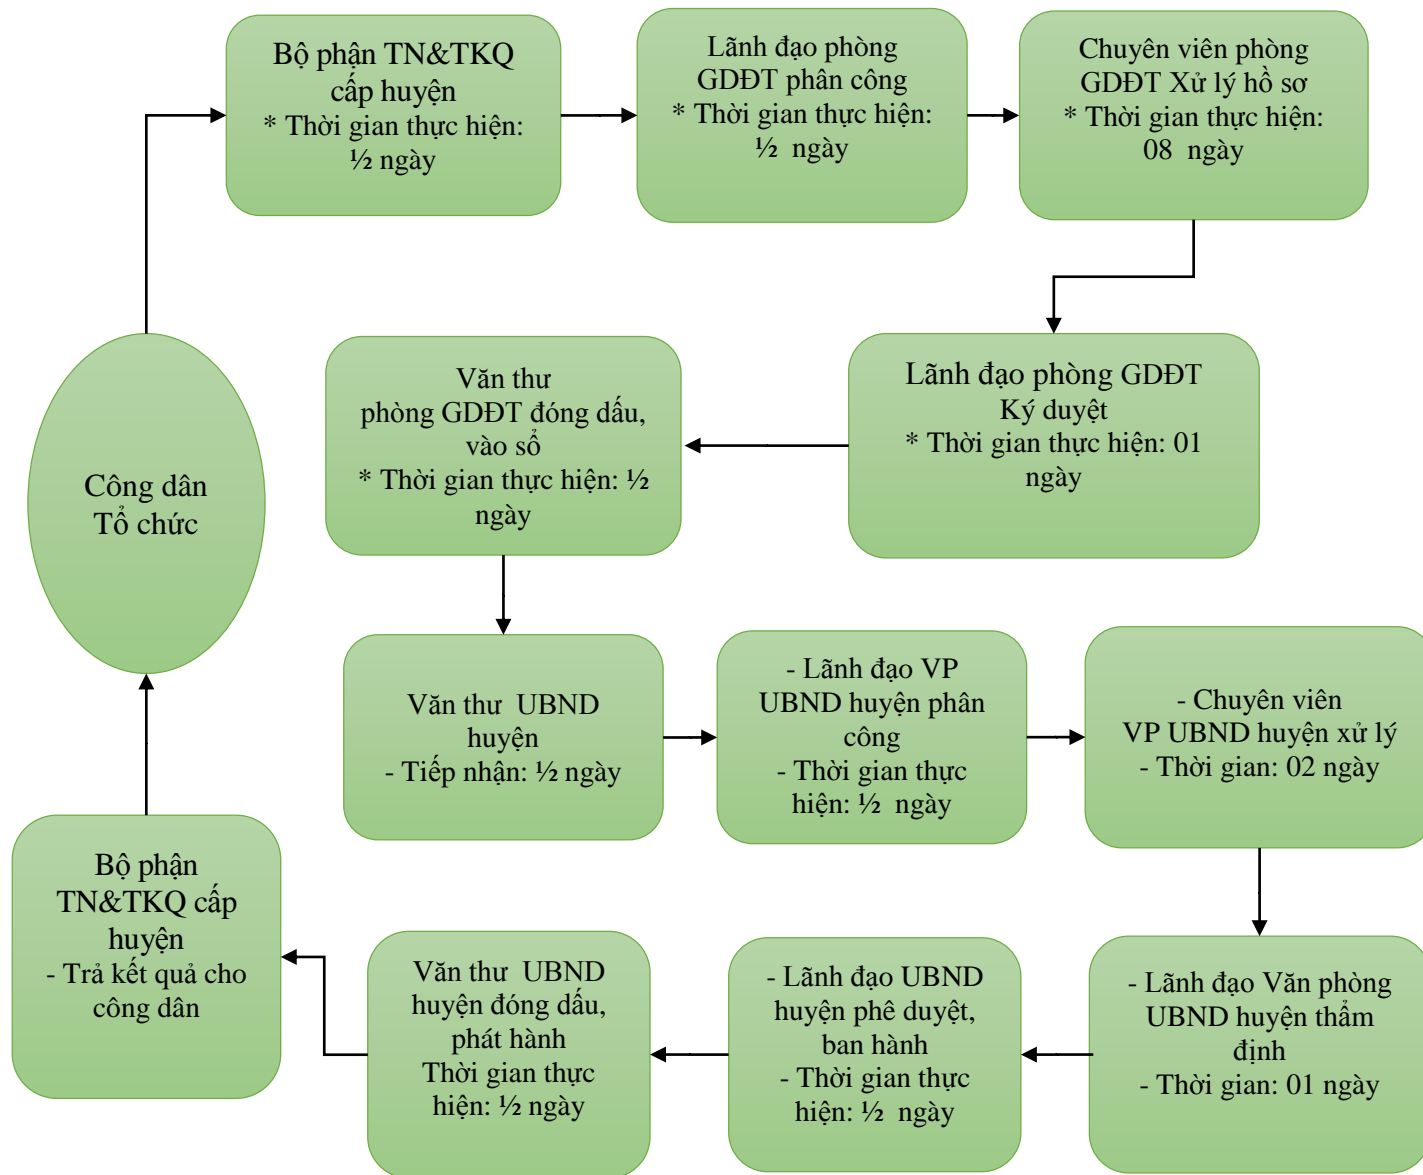 Bộ phận TN&TKQ
cấp huyện
* Thời gian thực hiện:
½ ngày
Lãnh đạo phòng
GDĐT phân công
* Thời gian thực hiện:
½ ngày
Chuyên viên phòng
GDĐT Xử lý hồ sơ
* Thời gian thực hiện:
08 ngày
Lãnh đạo phòng GDĐT
Ký duyệt
* Thời gian thực hiện: 01
ngày
Văn thư
phòng GDĐT đóng dấu,
vào sổ
* Thời gian thực hiện: ½
ngày
Công dân
Tổ chức
Văn thư UBND
huyện
- Tiếp nhận: ½ ngày
- Lãnh đạo VP
UBND huyện phân
công
- Thời gian thực
hiện: ½ ngày
- Chuyên viên
VP UBND huyện xử lý
- Thời gian: 02 ngày
- Lãnh đạo Văn phòng
UBND huyện thẩm
định
- Thời gian: 01 ngày
- Lãnh đạo UBND
huyện phê duyệt,
ban hành
- Thời gian thực
hiện: ½ ngày
Văn thư UBND
huyện đóng dấu,
phát hành
Thời gian thực
hiện: ½ ngày
Bộ phận
TN&TKQ cấp
huyện
- Trả kết quả cho
công dân